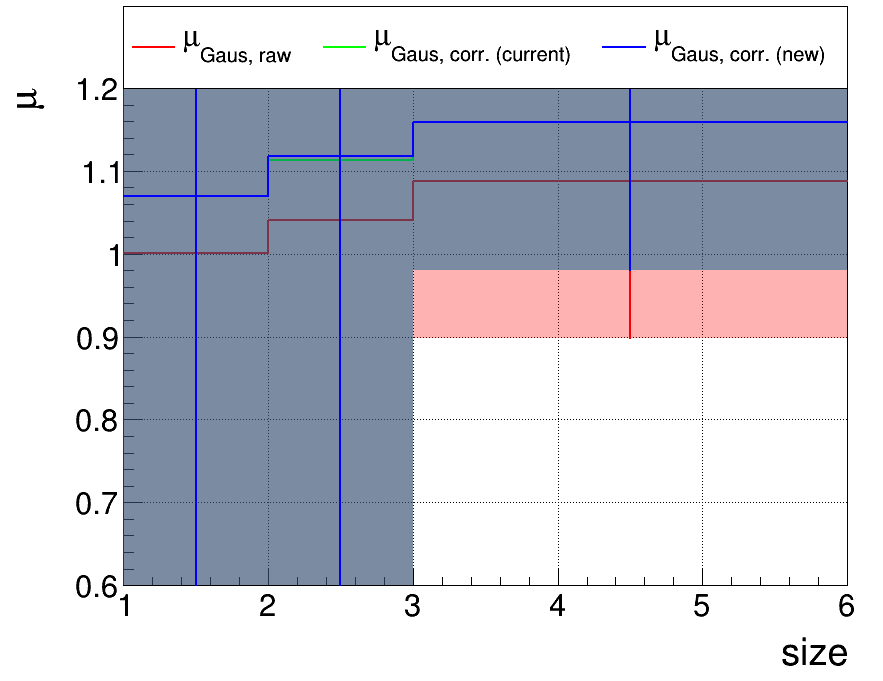 μGaus, raw μGaus, corr. (current) μGaus, corr. (new)
μ
1.2
1.1
1
0.9
0.8
0.7
0.6
1 2 3 4 5 6
size